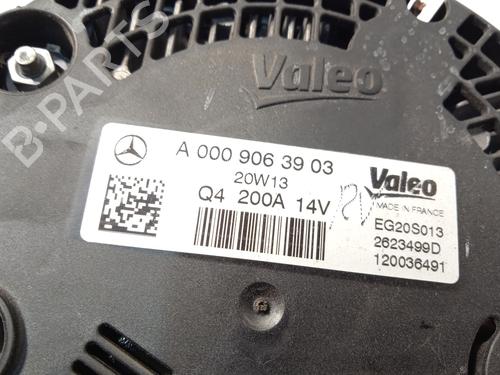 Valeo
A 000 906 39 03
20W13
Q4 200A 14V
Valeo
MADE IN FRANCE
EG20S013
2623499D
120036491
B-Parts